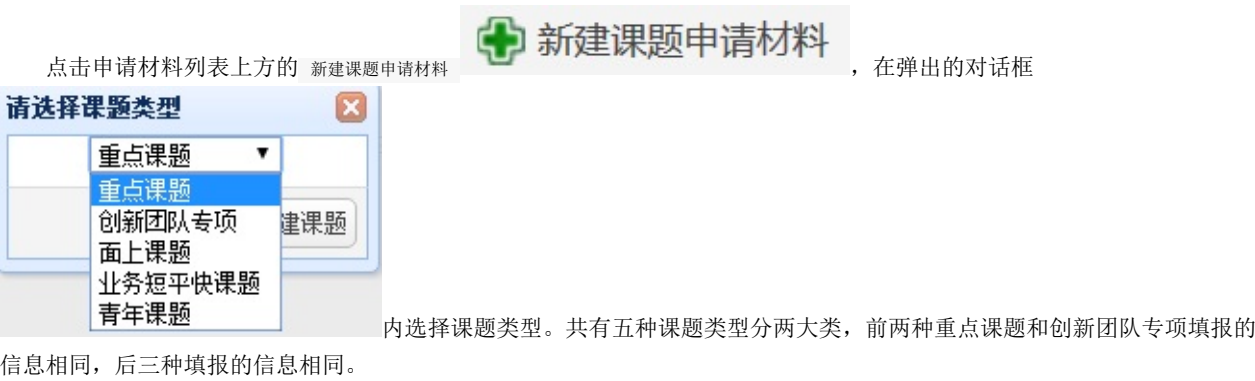 点击申请材料列表上方的 新建课题申请材料 新建课题申请材料 ，在弹出的对话框
请选择课题类型
重点课题
重点课题
创新团队专项
建课题
面上课题
业务短平快课题
青年课题
内选择课题类型。共有五种课题类型分两大类，前两种重点课题和创新团队专项填报的
信息相同，后三种填报的信息相同。